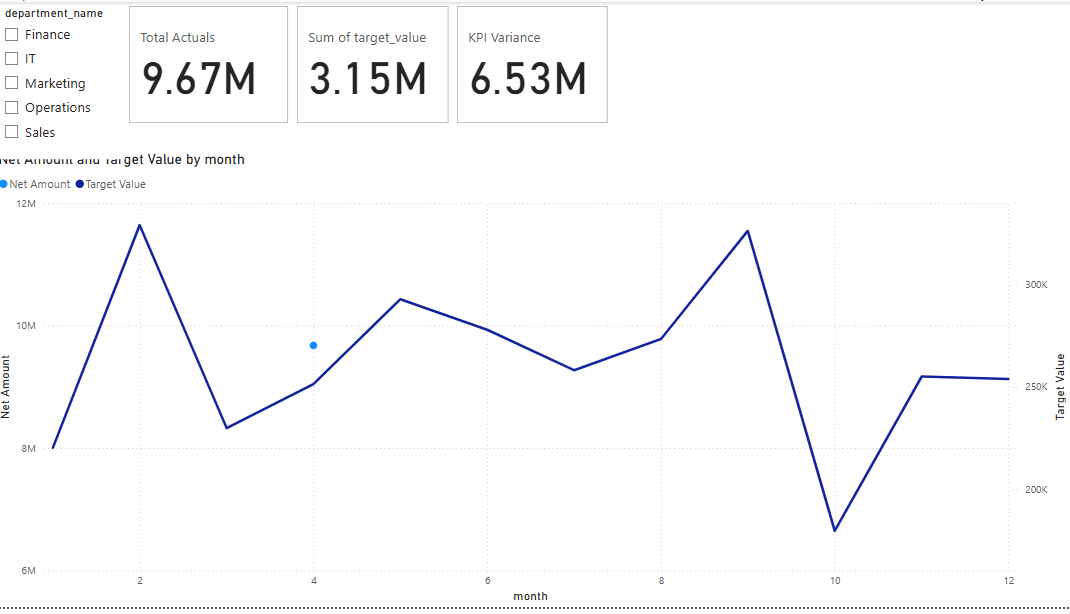 department_name
Finance
IT
Marketing
Operations
Sales
Total Actuals
9.67M
Sum of target_value
3.15M
KPI Variance
6.53M
Net Amount and Target Value by month
Net Amount Target Value
12M
10M
8M
6M
Net Amount
300K
250K
200K
Target Value
2 4 6 8 10 12
month